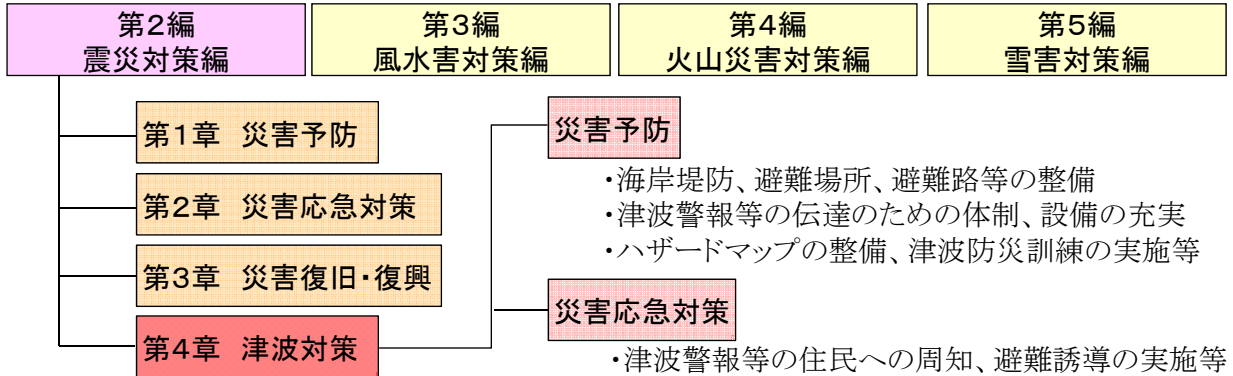 第2編
震災対策編
第3編
風水害対策編
第4編
火山災害対策編
第5編
雪害対策編
第1章 災害予防
第2章 災害応急対策
第3章 災害復旧・復興
第4章 津波対策
災害予防
・海岸堤防、避難場所、避難路等の整備
・津波警報等の伝達のための体制、設備の充実
・ハザードマップの整備、津波防災訓練の実施等
災害応急対策
・津波警報等の住民への周知、避難誘導の実施等